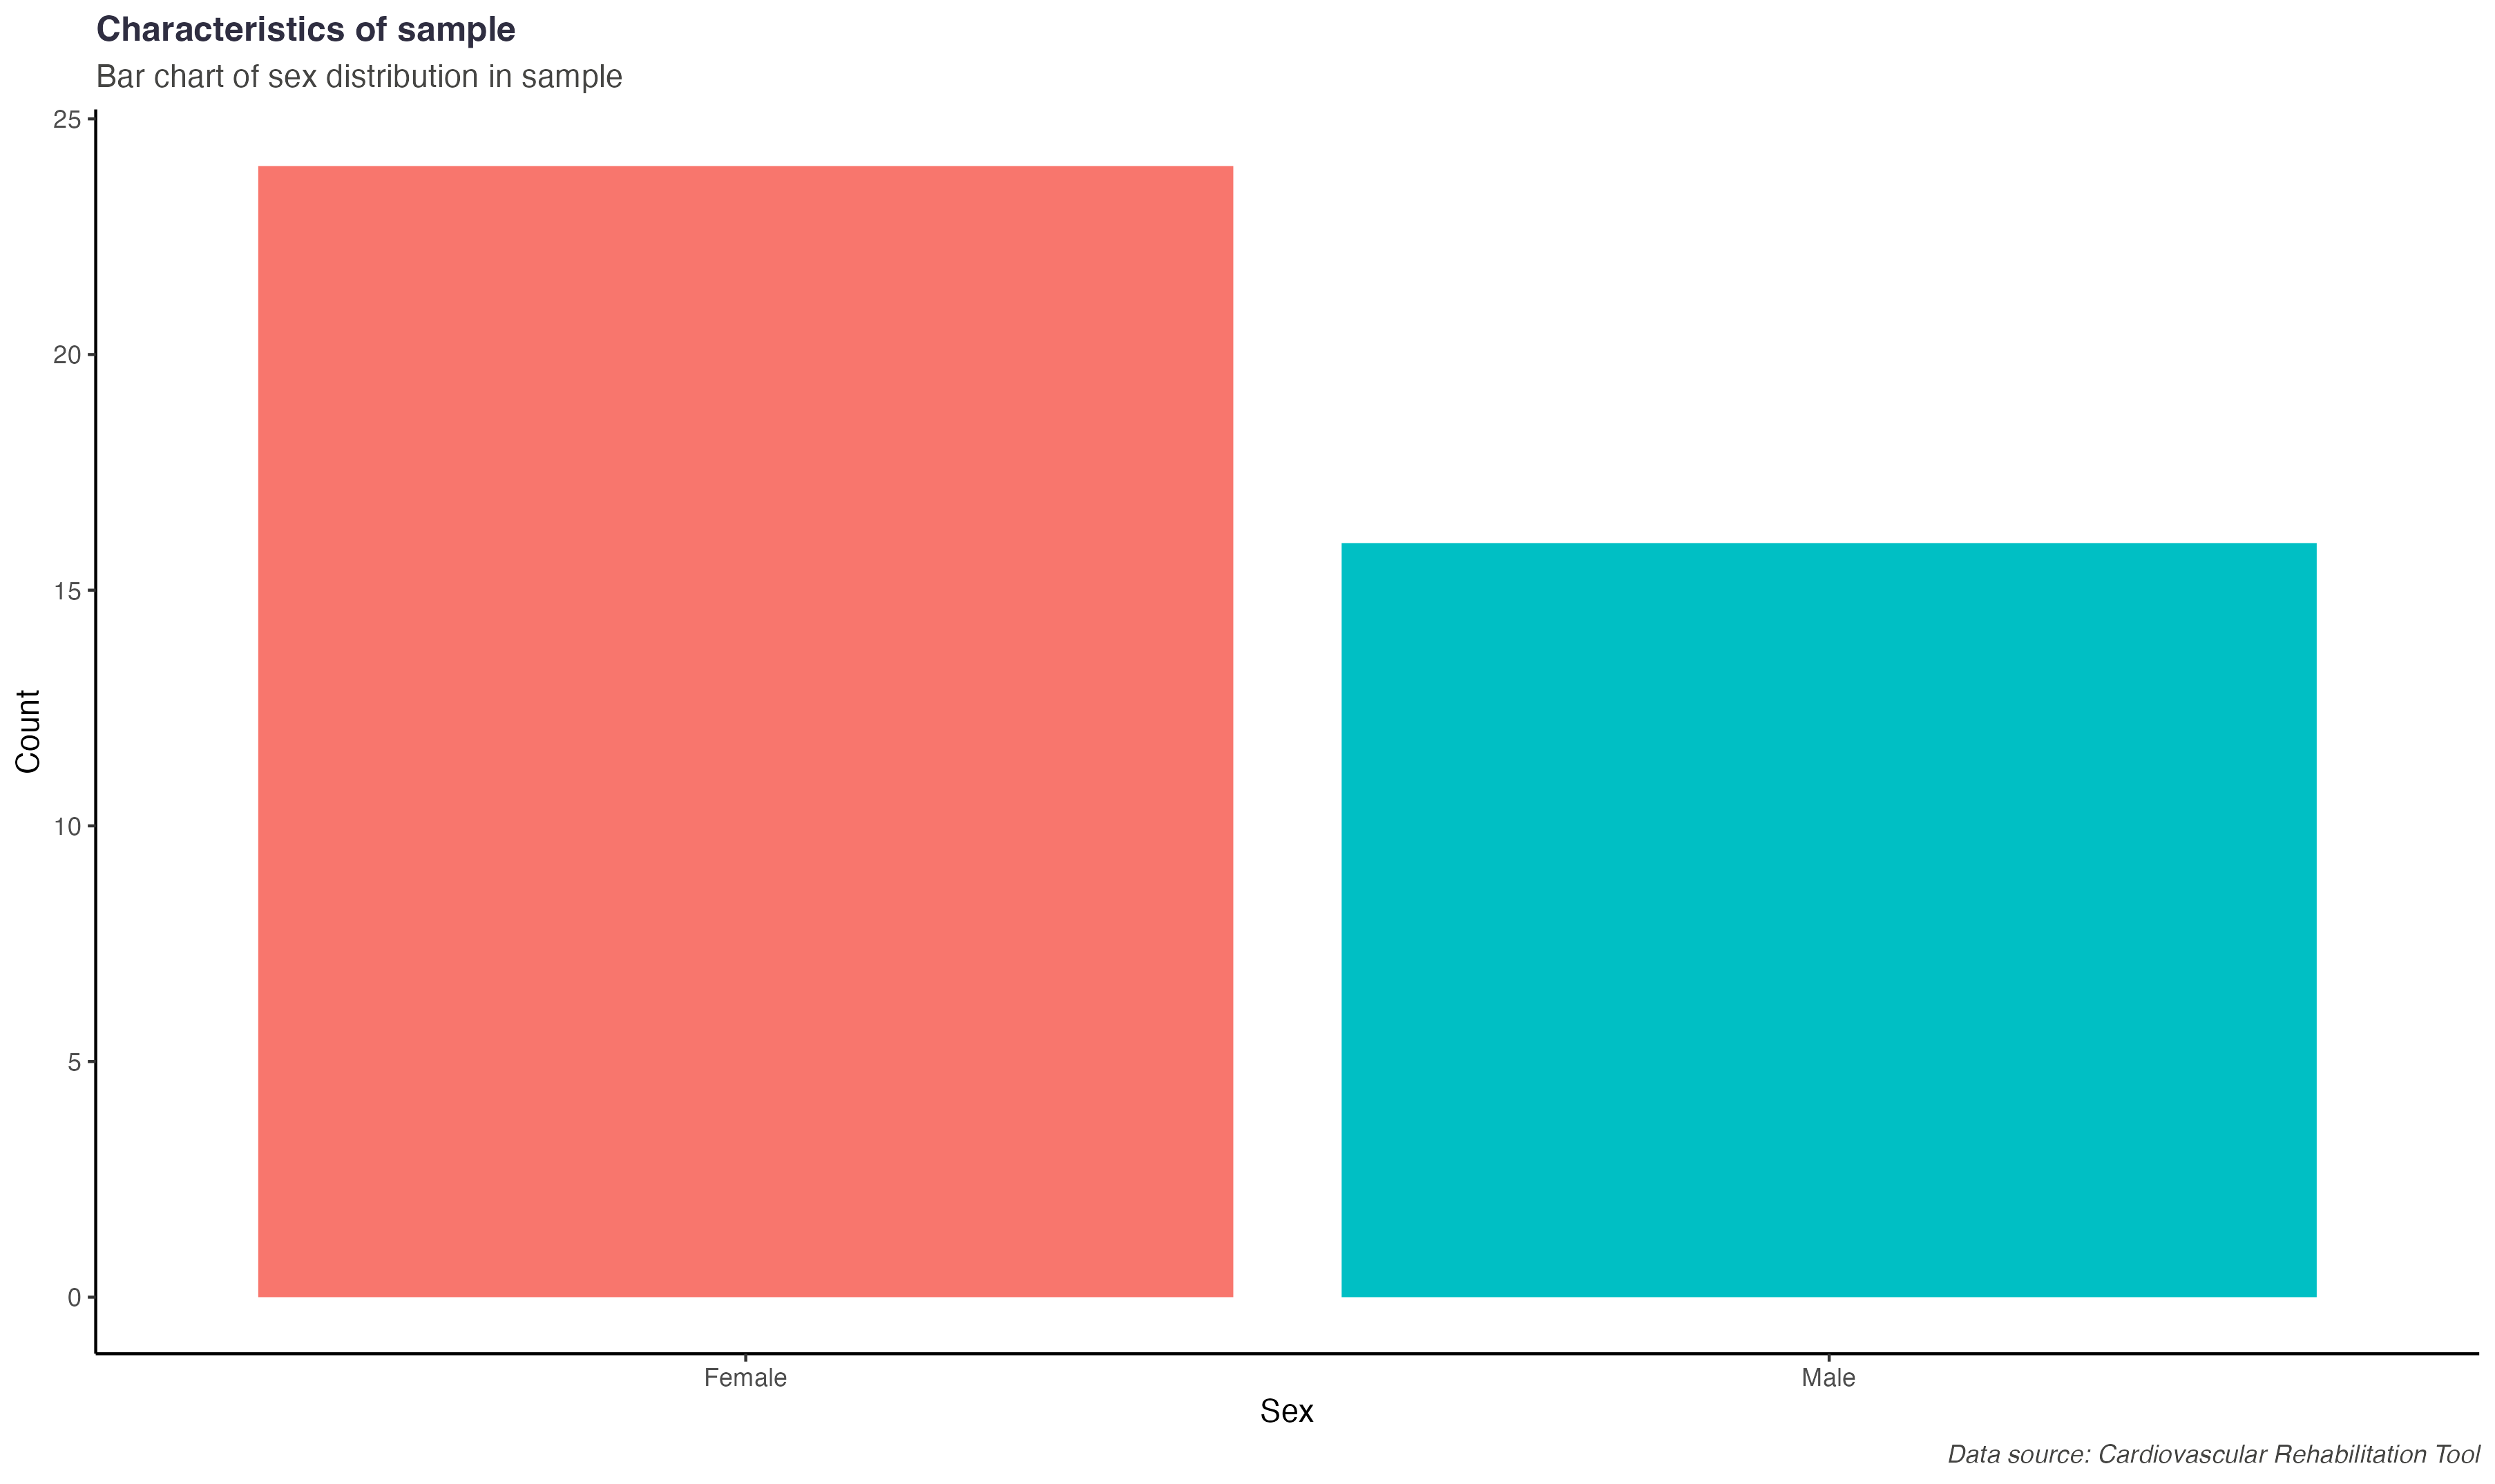 Characteristics of sample
Bar chart of sex distribution in sample
25
20
15
10
5
0
Count
Female
Male
Sex
Data source: Cardiovascular Rehabilitation Tool